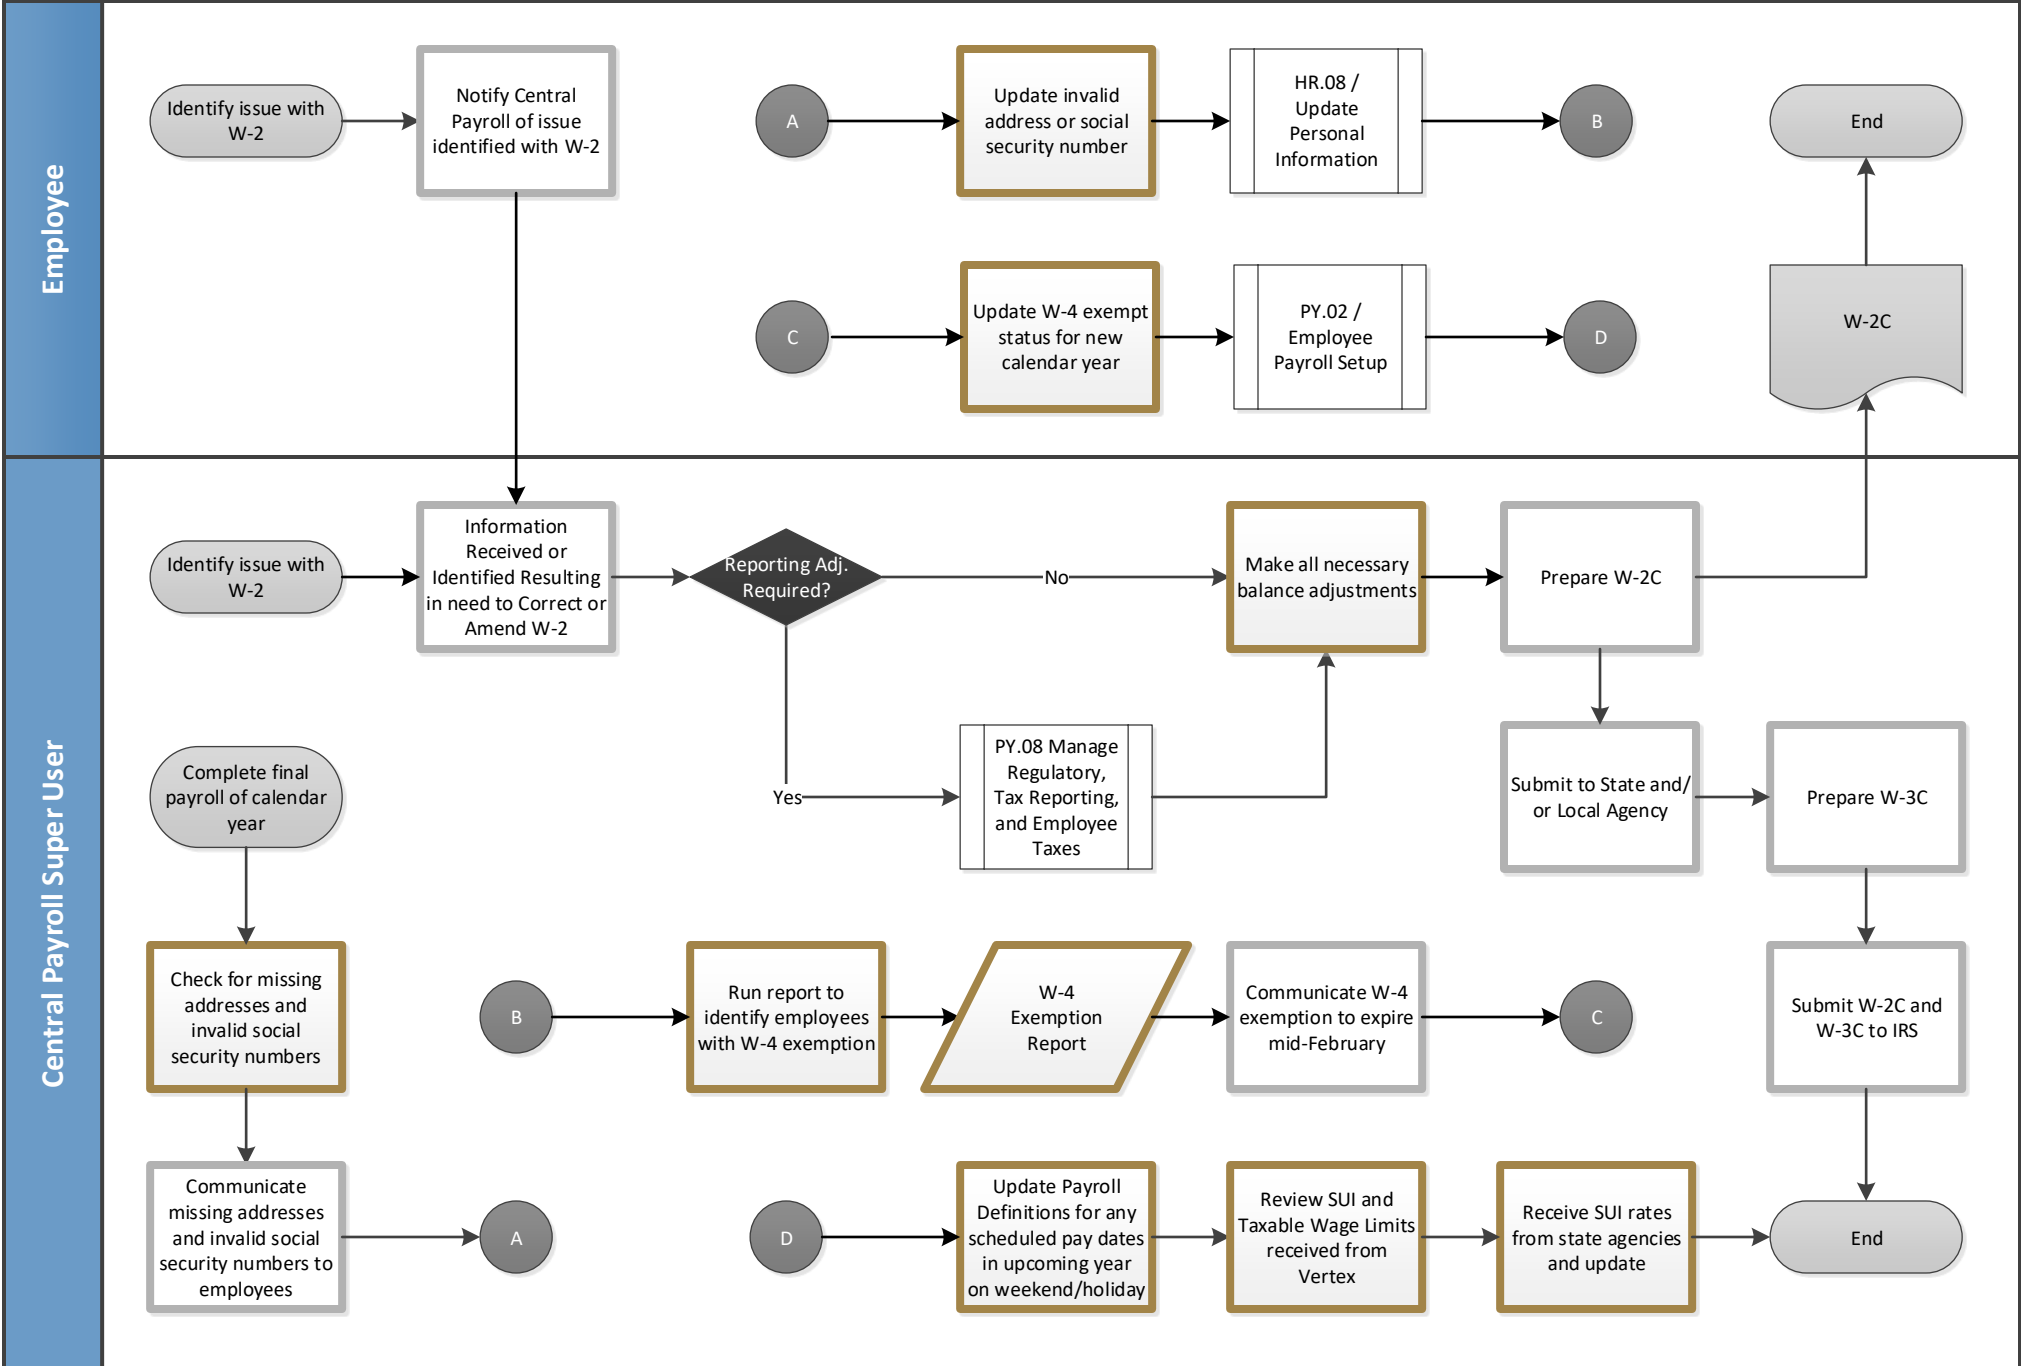 Employee
Identify issue with
W-2
Notify Central
Payroll of issue
identified with W-2
A
Update invalid
address or social
security number
HR.08 /
Update
Personal
Information
B
End
C
Update W-4 exempt
status for new
calendar year
PY.02 /
Employee
Payroll Setup
D
W-2C
Central Payroll Super User
Identify issue with
W-2
Information
Received or
Identified Resulting
in need to Correct or
Amend W-2
Reporting Adj.
Required?
No
Make all necessary
balance adjustments
Prepare W-2C
Yes
PY.08 Manage
Regulatory,
Tax Reporting,
and Employee
Taxes
Submit to State and/
or Local Agency
Prepare W-3C
Complete final
payroll of calendar
year
Check for missing
addresses and
invalid social
security numbers
B
Run report to
identify employees
with W-4 exemption
W-4
Exemption
Report
Communicate W-4
exemption to expire
mid-February
C
Submit W-2C and
W-3C to IRS
Communicate
missing addresses
and invalid social
security numbers to
employees
A
D
Update Payroll
Definitions for any
scheduled pay dates
in upcoming year
on weekend/holiday
Review SUI and
Taxable Wage Limits
received from
Vertex
Receive SUI rates
from state agencies
and update
End